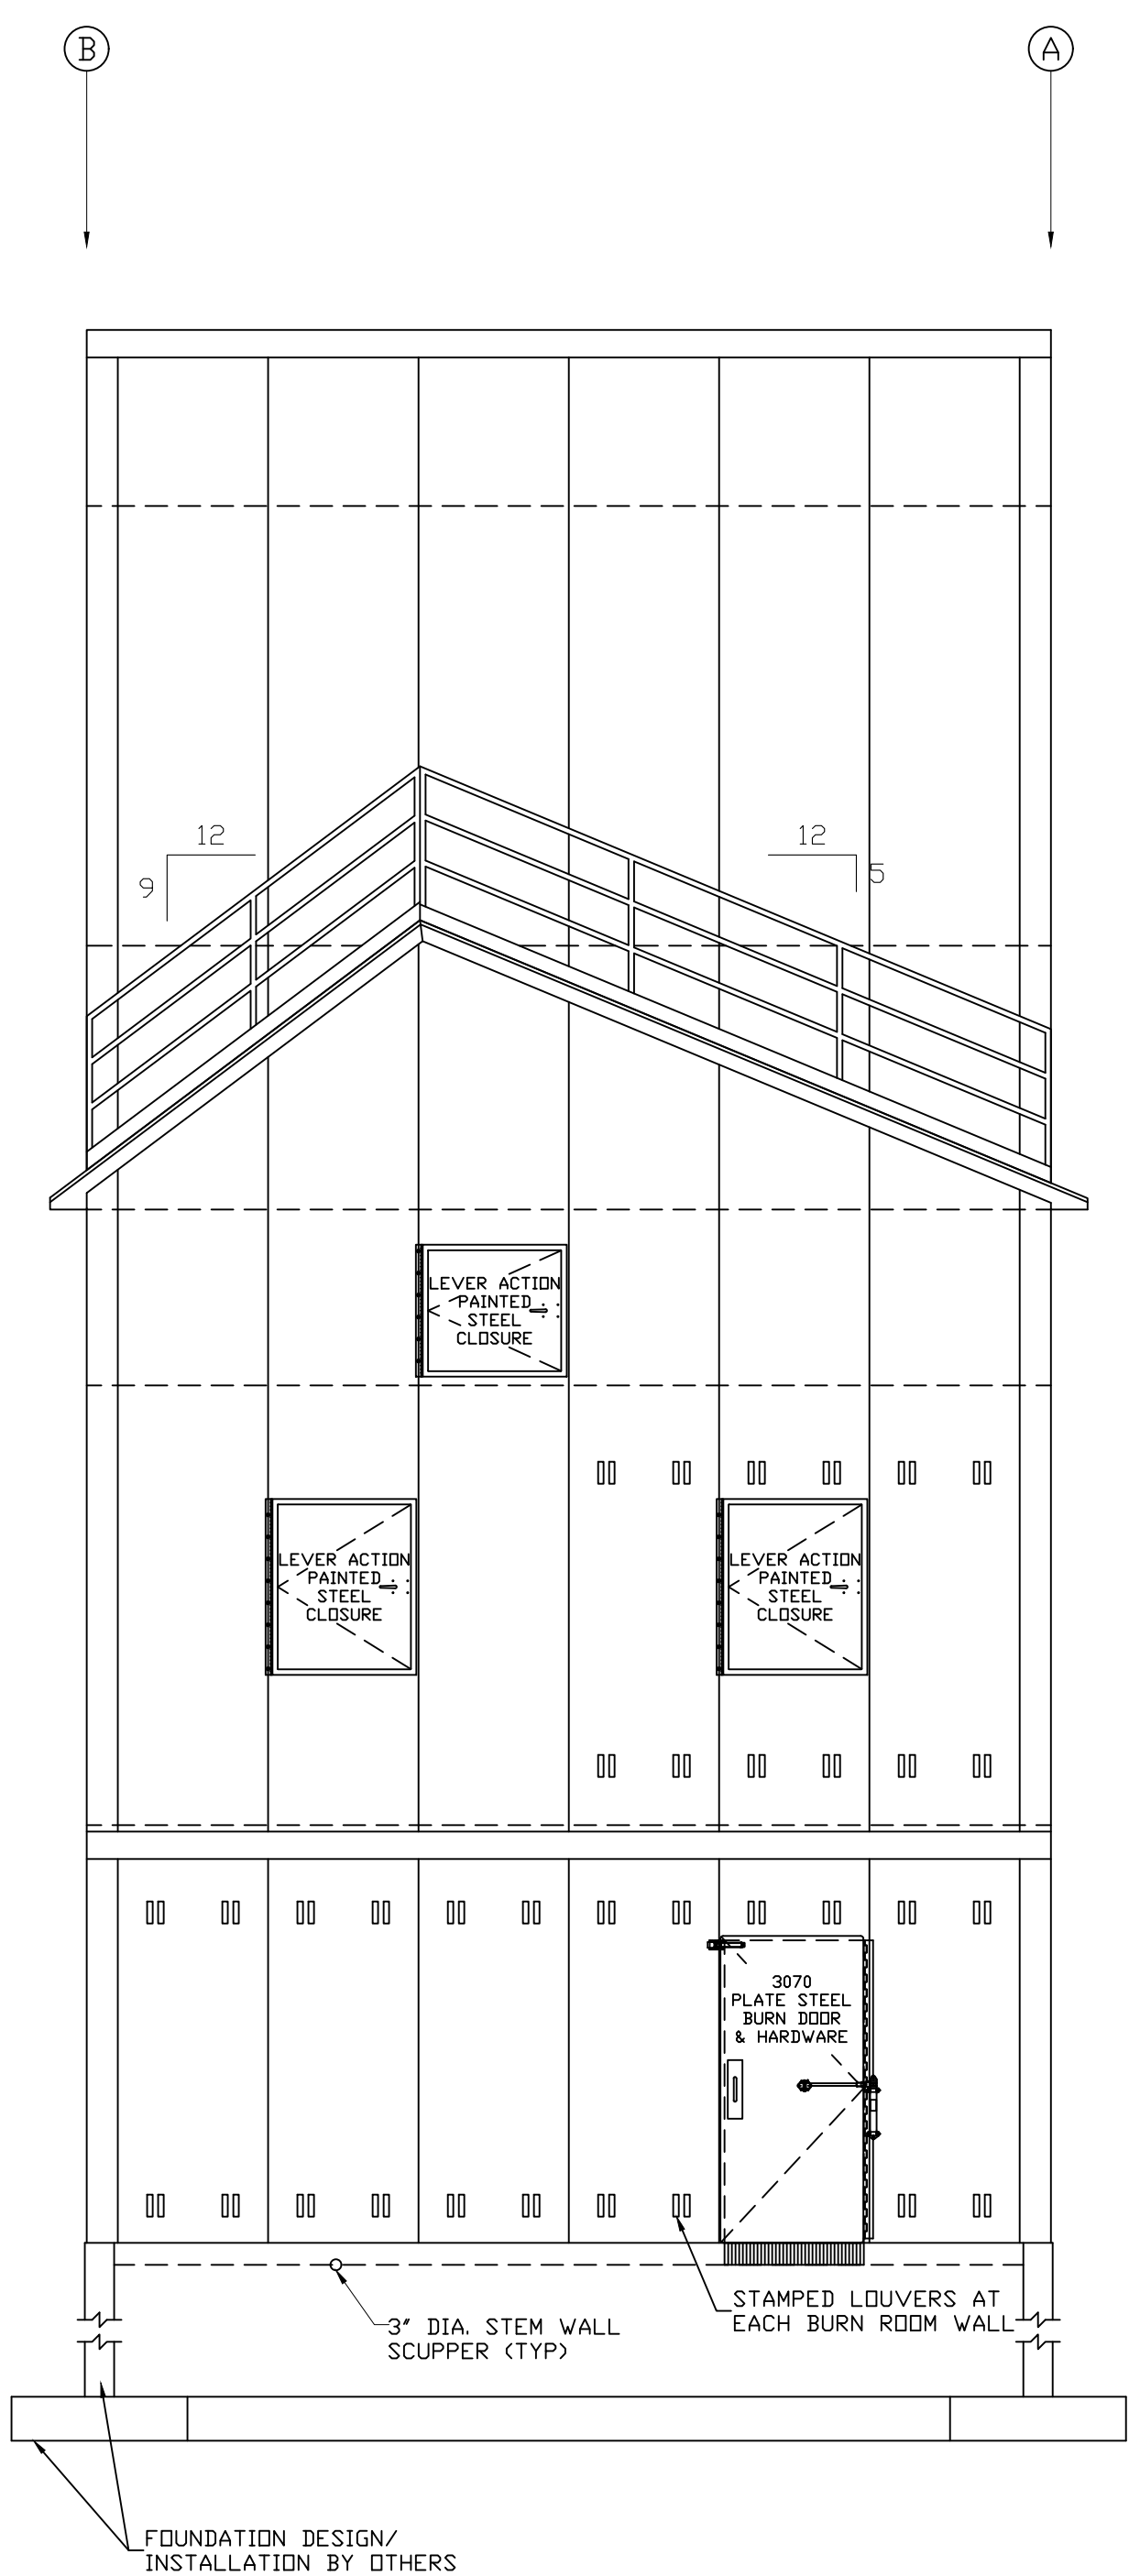 B
A
12
9
12
5
LEVER ACTION
PAINTED
STEEL
CLOSURE
LEVER ACTION
PAINTED
STEEL
CLOSURE
LEVER ACTION
PAINTED
STEEL
CLOSURE
3070
PLATE STEEL
BURN DOOR
& HARDWARE
STAMPED LOUVERS AT
EACH BURN ROOM WALL
3" DIA. STEM WALL
SCUPPER (TYP)
FOUNDATION DESIGN/
INSTALLATION BY OTHERS